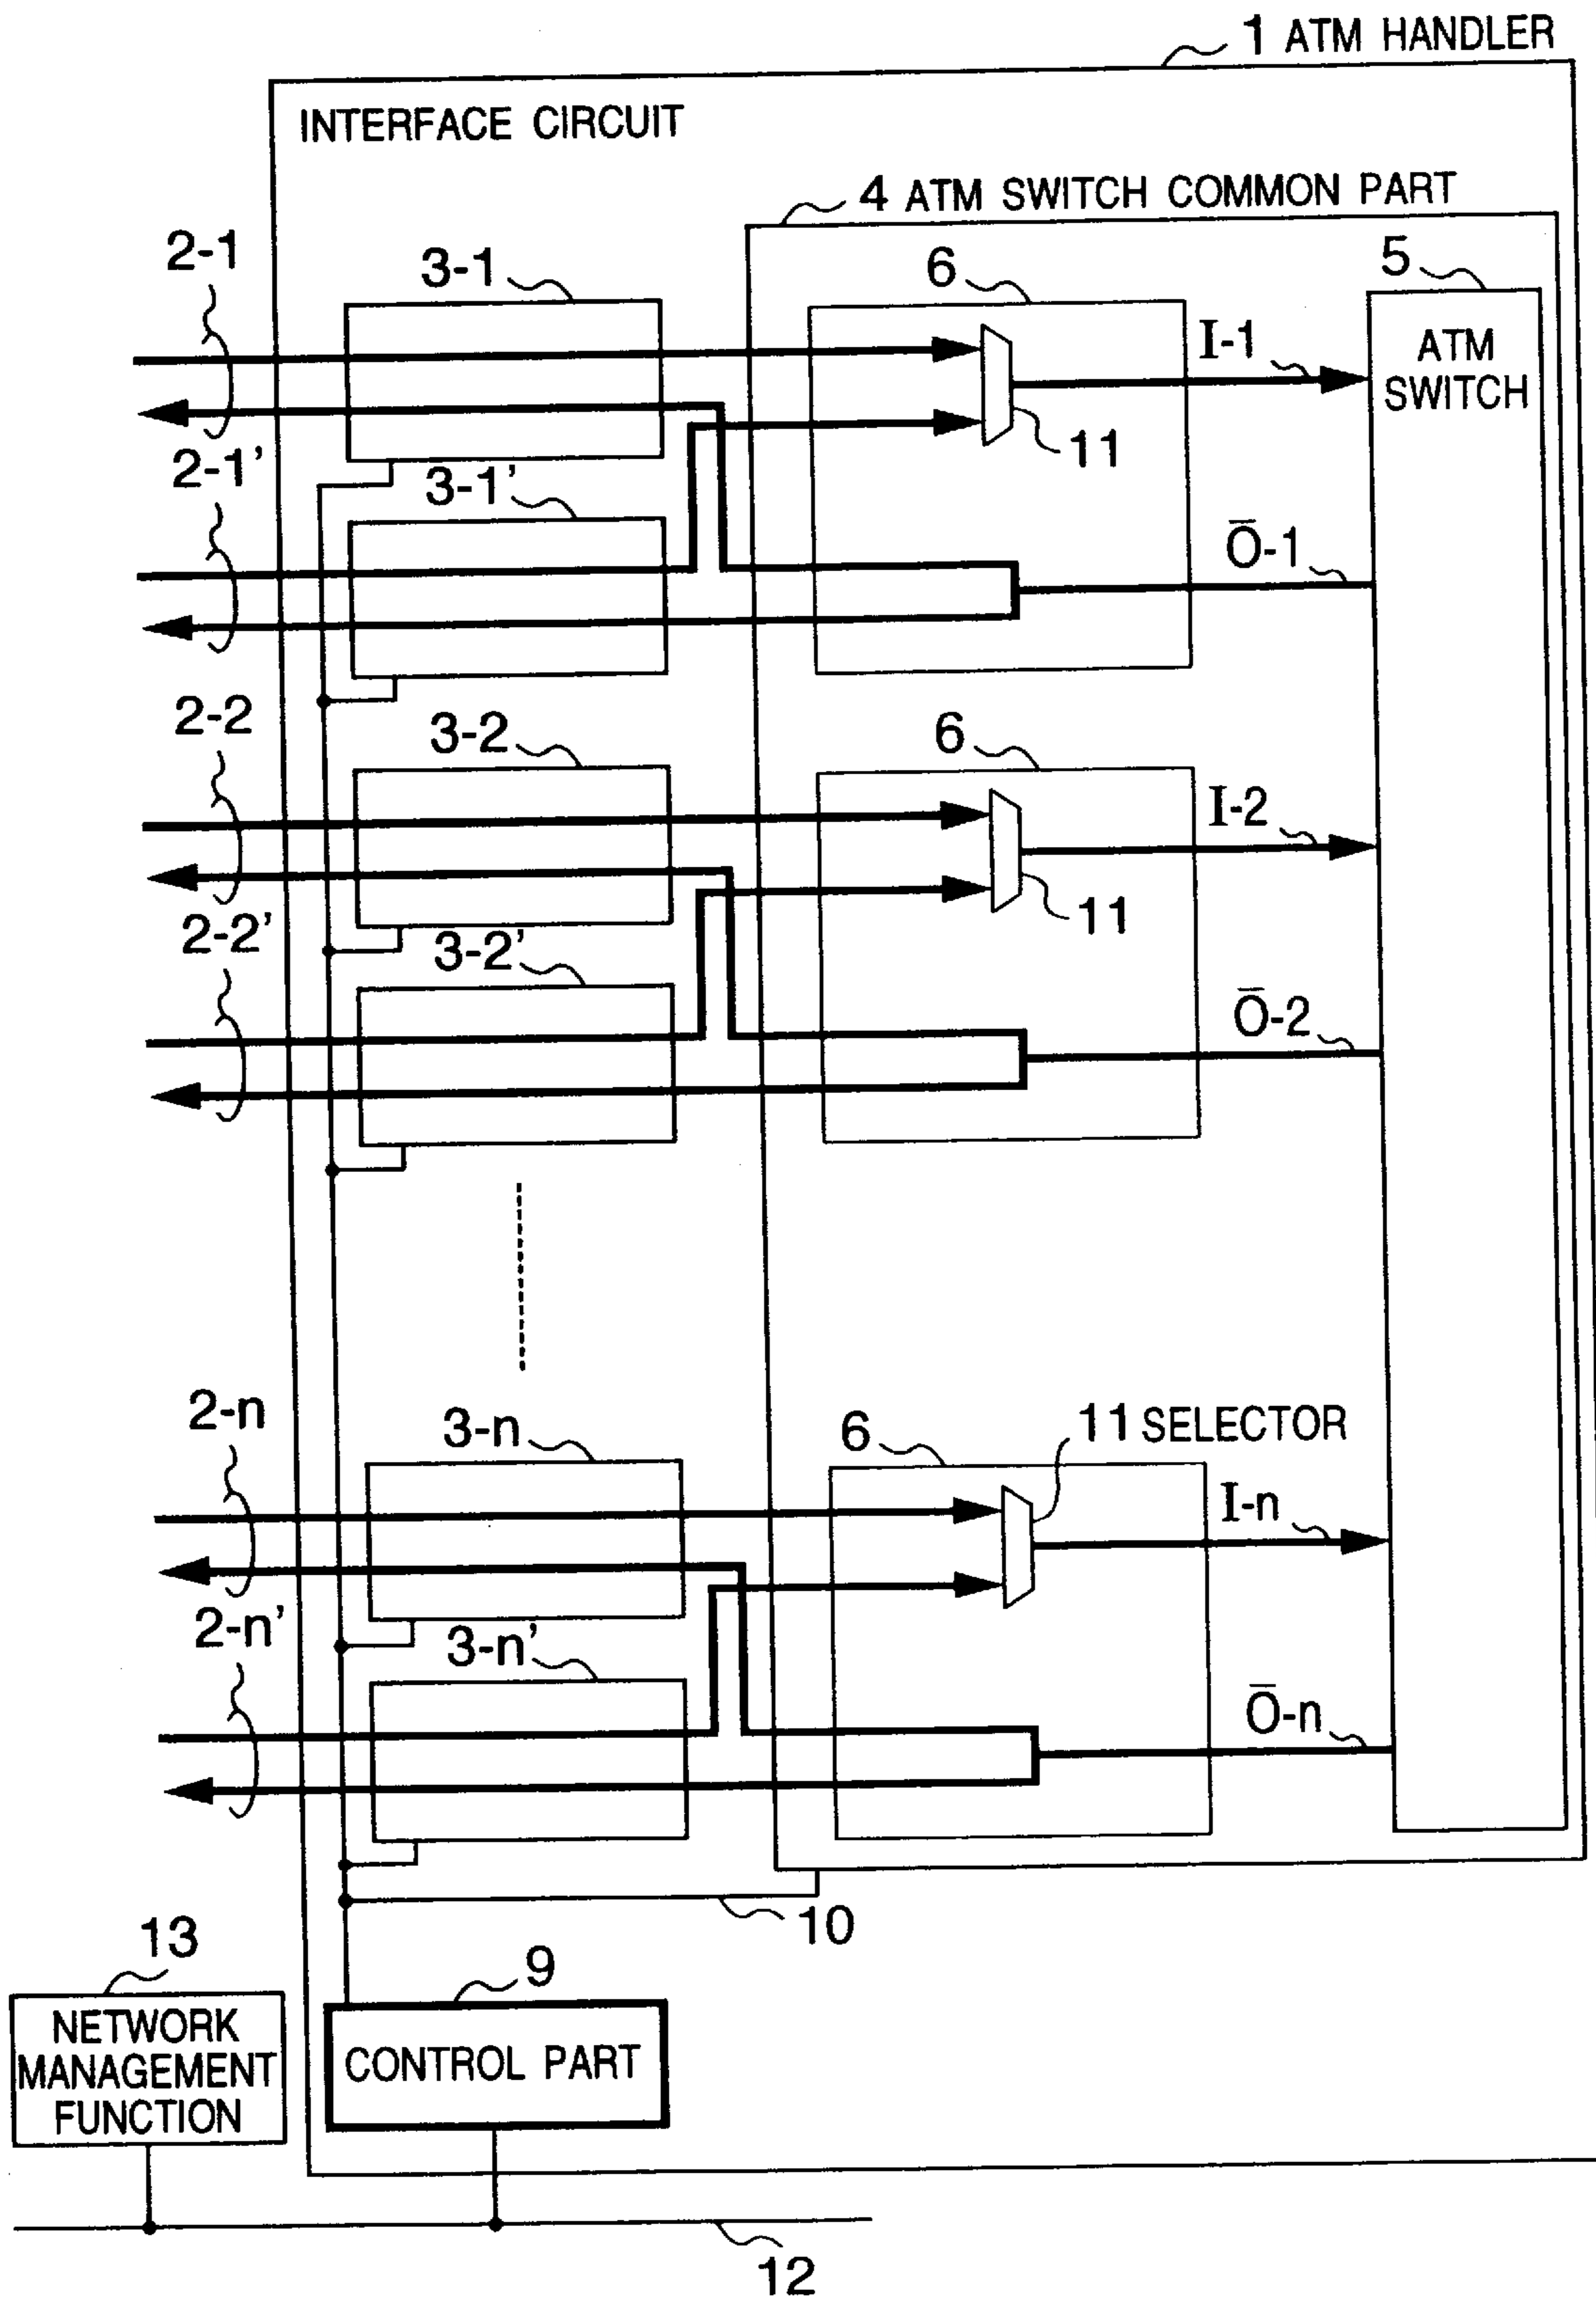 1 ATM HANDLER
INTERFACE CIRCUIT
4 ATM SWITCH COMMON PART
2-1
3-1
6
5
I-1
ATM
SWITCH
11
2-1'
3-1'
O̅-1
2-2
3-2
6
I-2
11
2-2'
3-2'
O̅-2
2-n
3-n
6
11 SELECTOR
I-n
2-n'
3-n'
O̅-n
10
13
9
NETWORK
MANAGEMENT
FUNCTION
CONTROL PART
12